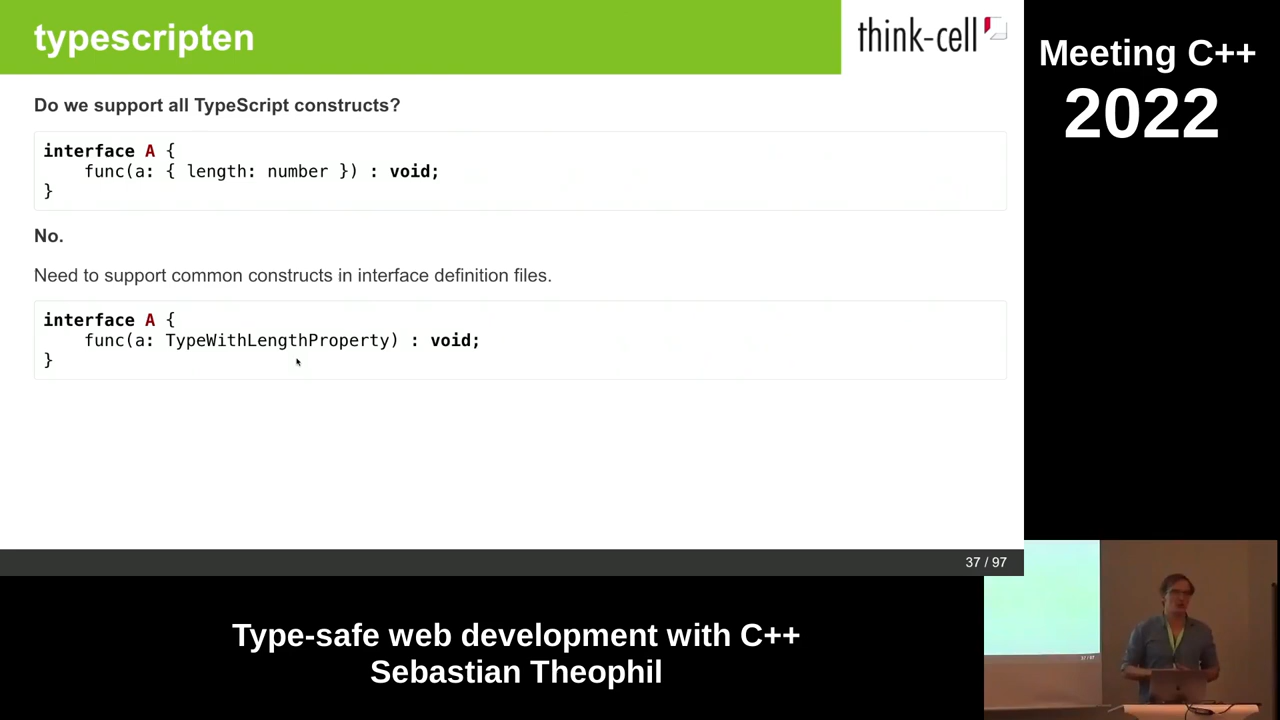 typescripten
think-cell
Do we support all TypeScript constructs?
interface A {
    func(a: { length: number }) : void;
}
No.
Need to support common constructs in interface definition files.
interface A {
    func(a: TypeWithLengthProperty) : void;
}
37 / 97
Meeting C++
2022
Type-safe web development with C++
Sebastian Theophil
37 / 97